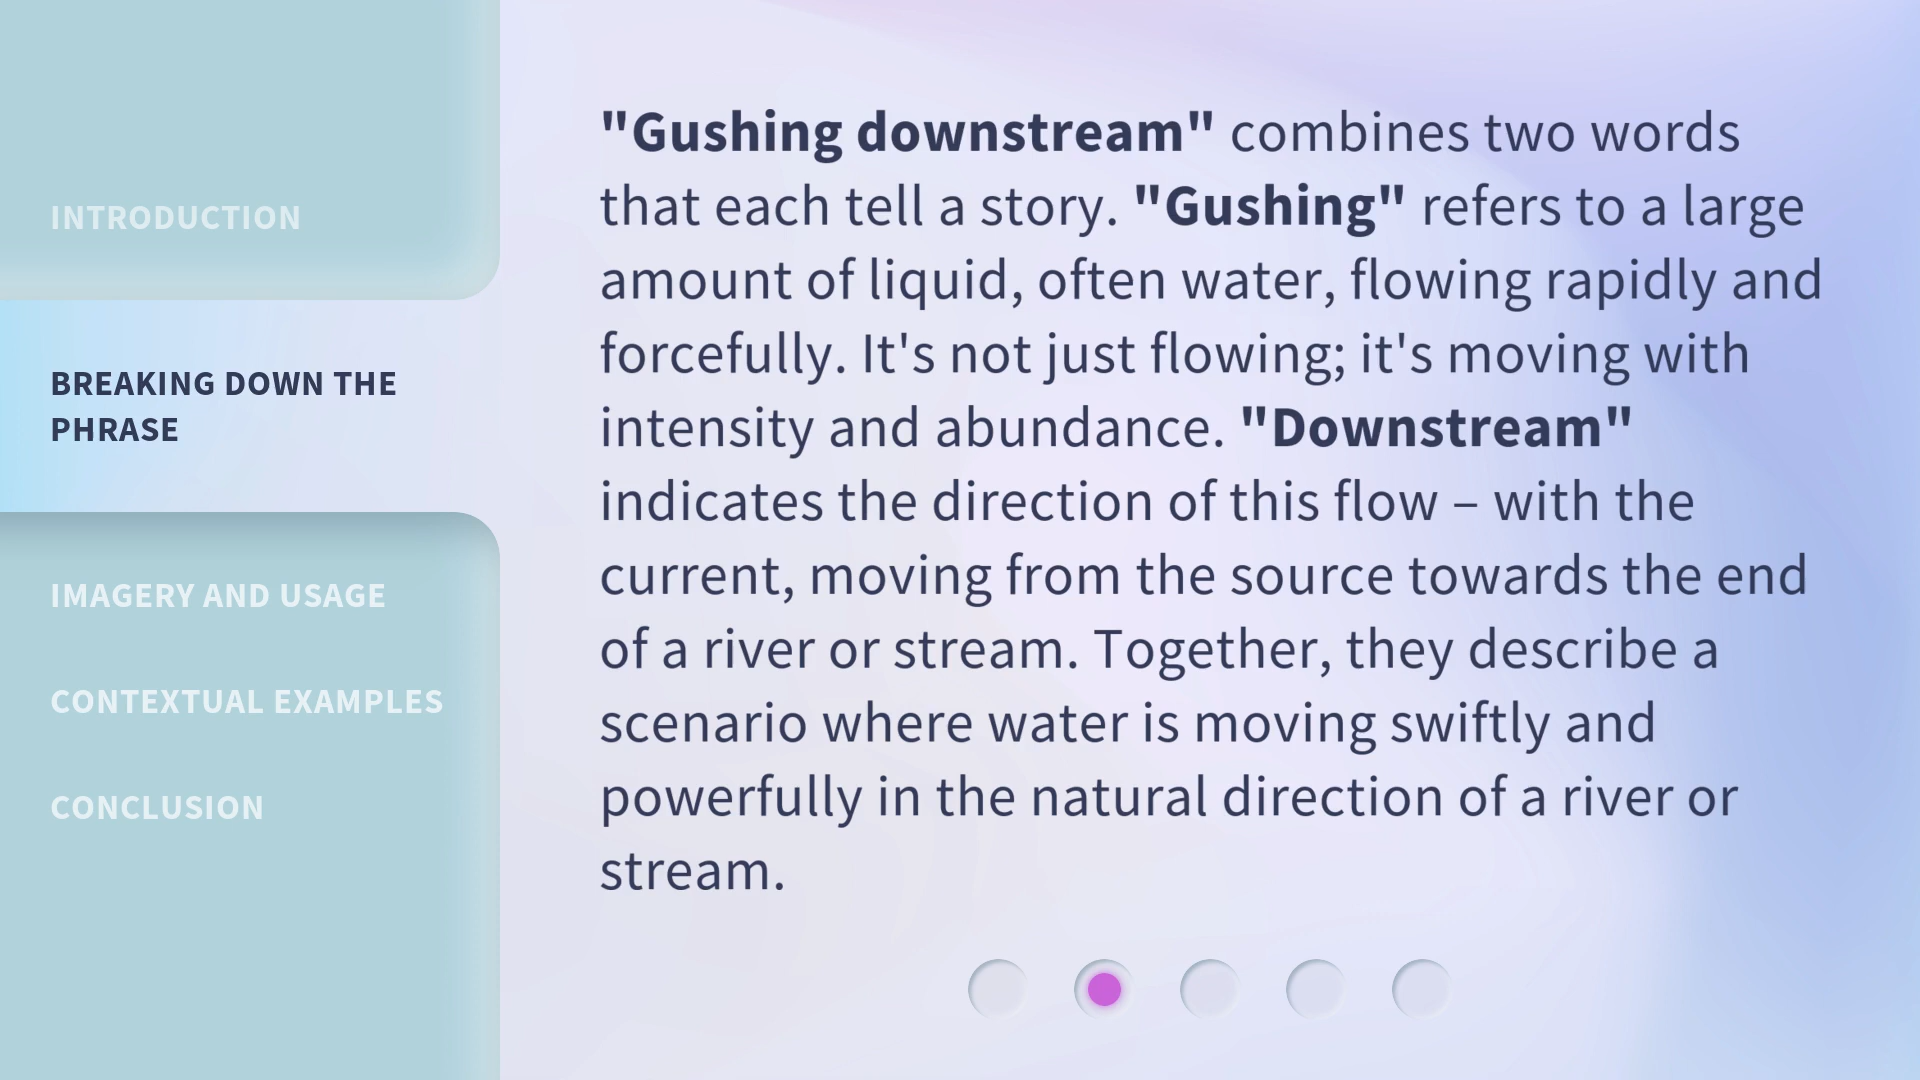 INTRODUCTION
BREAKING DOWN THE
PHRASE
IMAGERY AND USAGE
CONTEXTUAL EXAMPLES
CONCLUSION
"Gushing downstream" combines two words
that each tell a story. "Gushing" refers to a large
amount of liquid, often water, flowing rapidly and
forcefully. It's not just flowing; it's moving with
intensity and abundance. "Downstream"
indicates the direction of this flow – with the
current, moving from the source towards the end
of a river or stream. Together, they describe a
scenario where water is moving swiftly and
powerfully in the natural direction of a river or
stream.